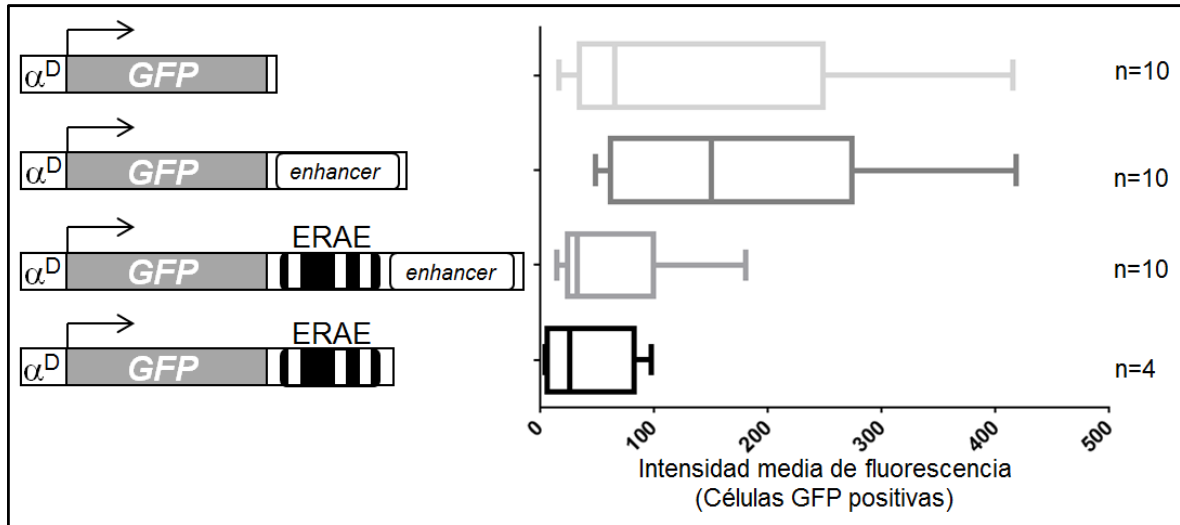 αD GFP
n=10
αD GFP enhancer
n=10
ERAE
αD GFP enhancer
n=10
ERAE
αD GFP
n=4
0 100 200 300 400 500
Intensidad media de fluorescencia
(Células GFP positivas)